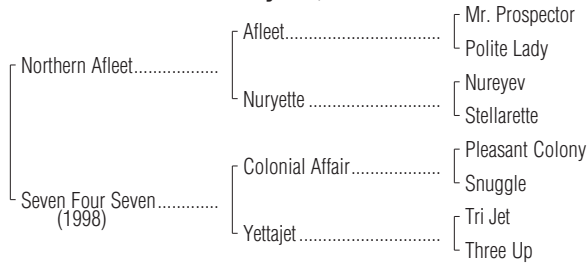 Mr. Prospector
Afleet
Polite Lady
Northern Afleet
Nureyev
Nuryette
Stellarette
Pleasant Colony
Colonial Affair
Snuggle
Seven Four Seven
(1998)
Tri Jet
Yettajet
Three Up